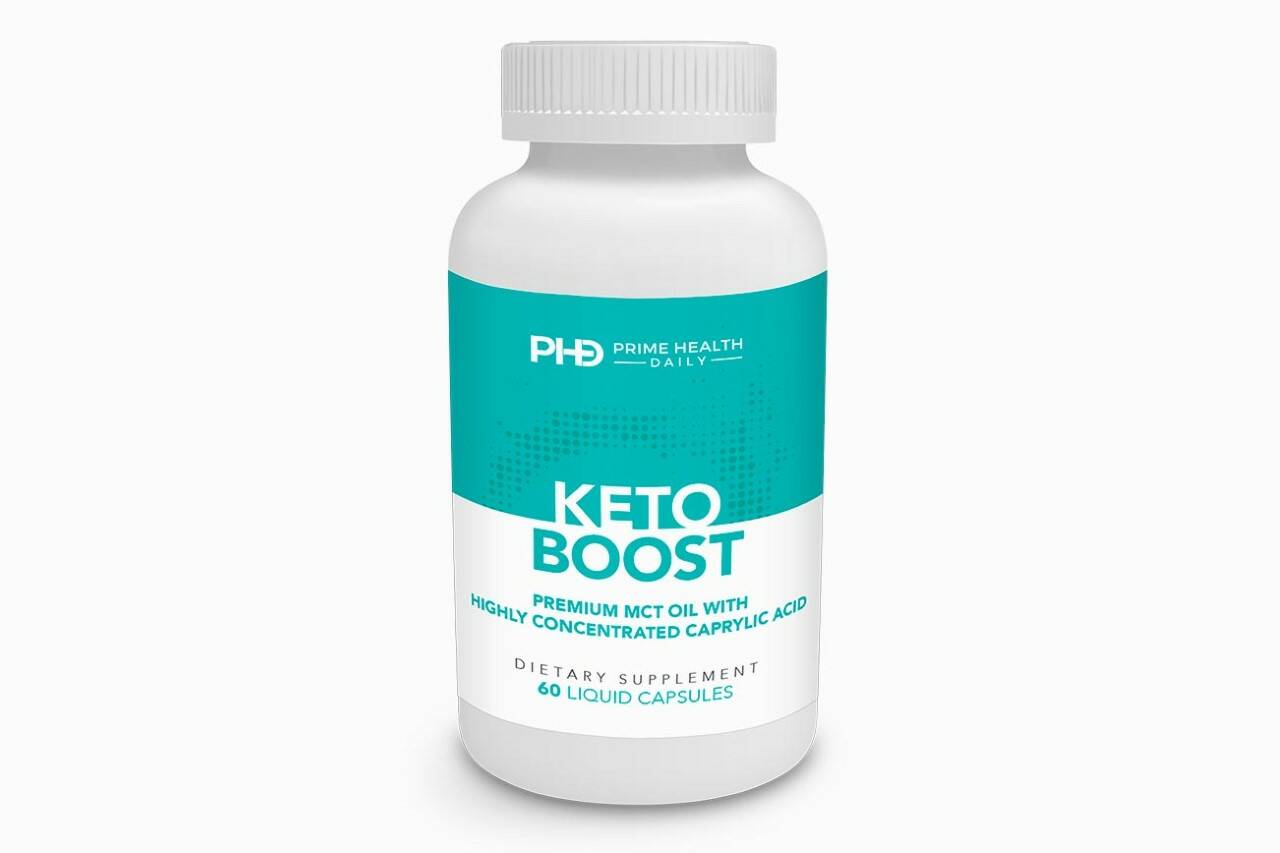 PHD PRIME HEALTH
DAILY
KETO
BOOST
PREMIUM MCT OIL WITH
HIGHLY CONCENTRATED CAPRYLIC ACID
DIETARY SUPPLEMENT
60 LIQUID CAPSULES